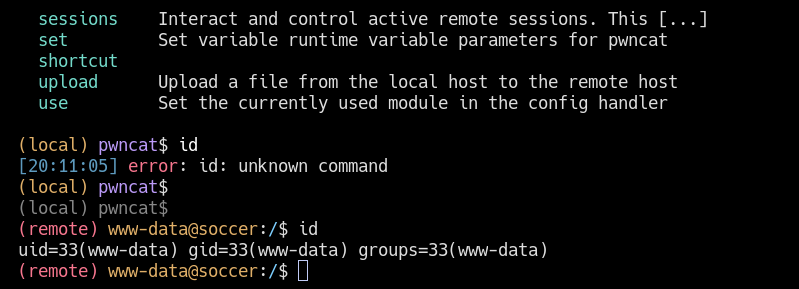 sessions    Interact and control active remote sessions. This [...]
set         Set variable runtime variable parameters for pwncat
shortcut
upload      Upload a file from the local host to the remote host
use         Set the currently used module in the config handler
(local) pwncat$ id
[20:11:05] error: id: unknown command
(local) pwncat$
(local) pwncat$
(remote) www-data@soccer:/$ id
uid=33(www-data) gid=33(www-data) groups=33(www-data)
(remote) www-data@soccer:/$